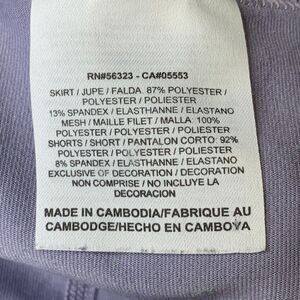 RN#56323 - CA#05553
SKIRT / JUPE / FALDA: 87% POLYESTER /
POLYESTER / POLIESTER
13% SPANDEX / ELASTHANNE / ELASTANO
MESH / MAILLE FILET / MALLA: 100%
POLYESTER / POLYESTER / POLIESTER
SHORTS / SHORT / PANTALON CORTO: 92%
POLYESTER / POLYESTER / POLIESTER
8% SPANDEX / ELASTHANNE / ELASTANO
EXCLUSIVE OF DECORATION / DECORATION
NON COMPRISE / NO INCLUYE LA
DECORACION
MADE IN CAMBODIA/FABRIQUE AU
CAMBODGE/HECHO EN CAMBOYA